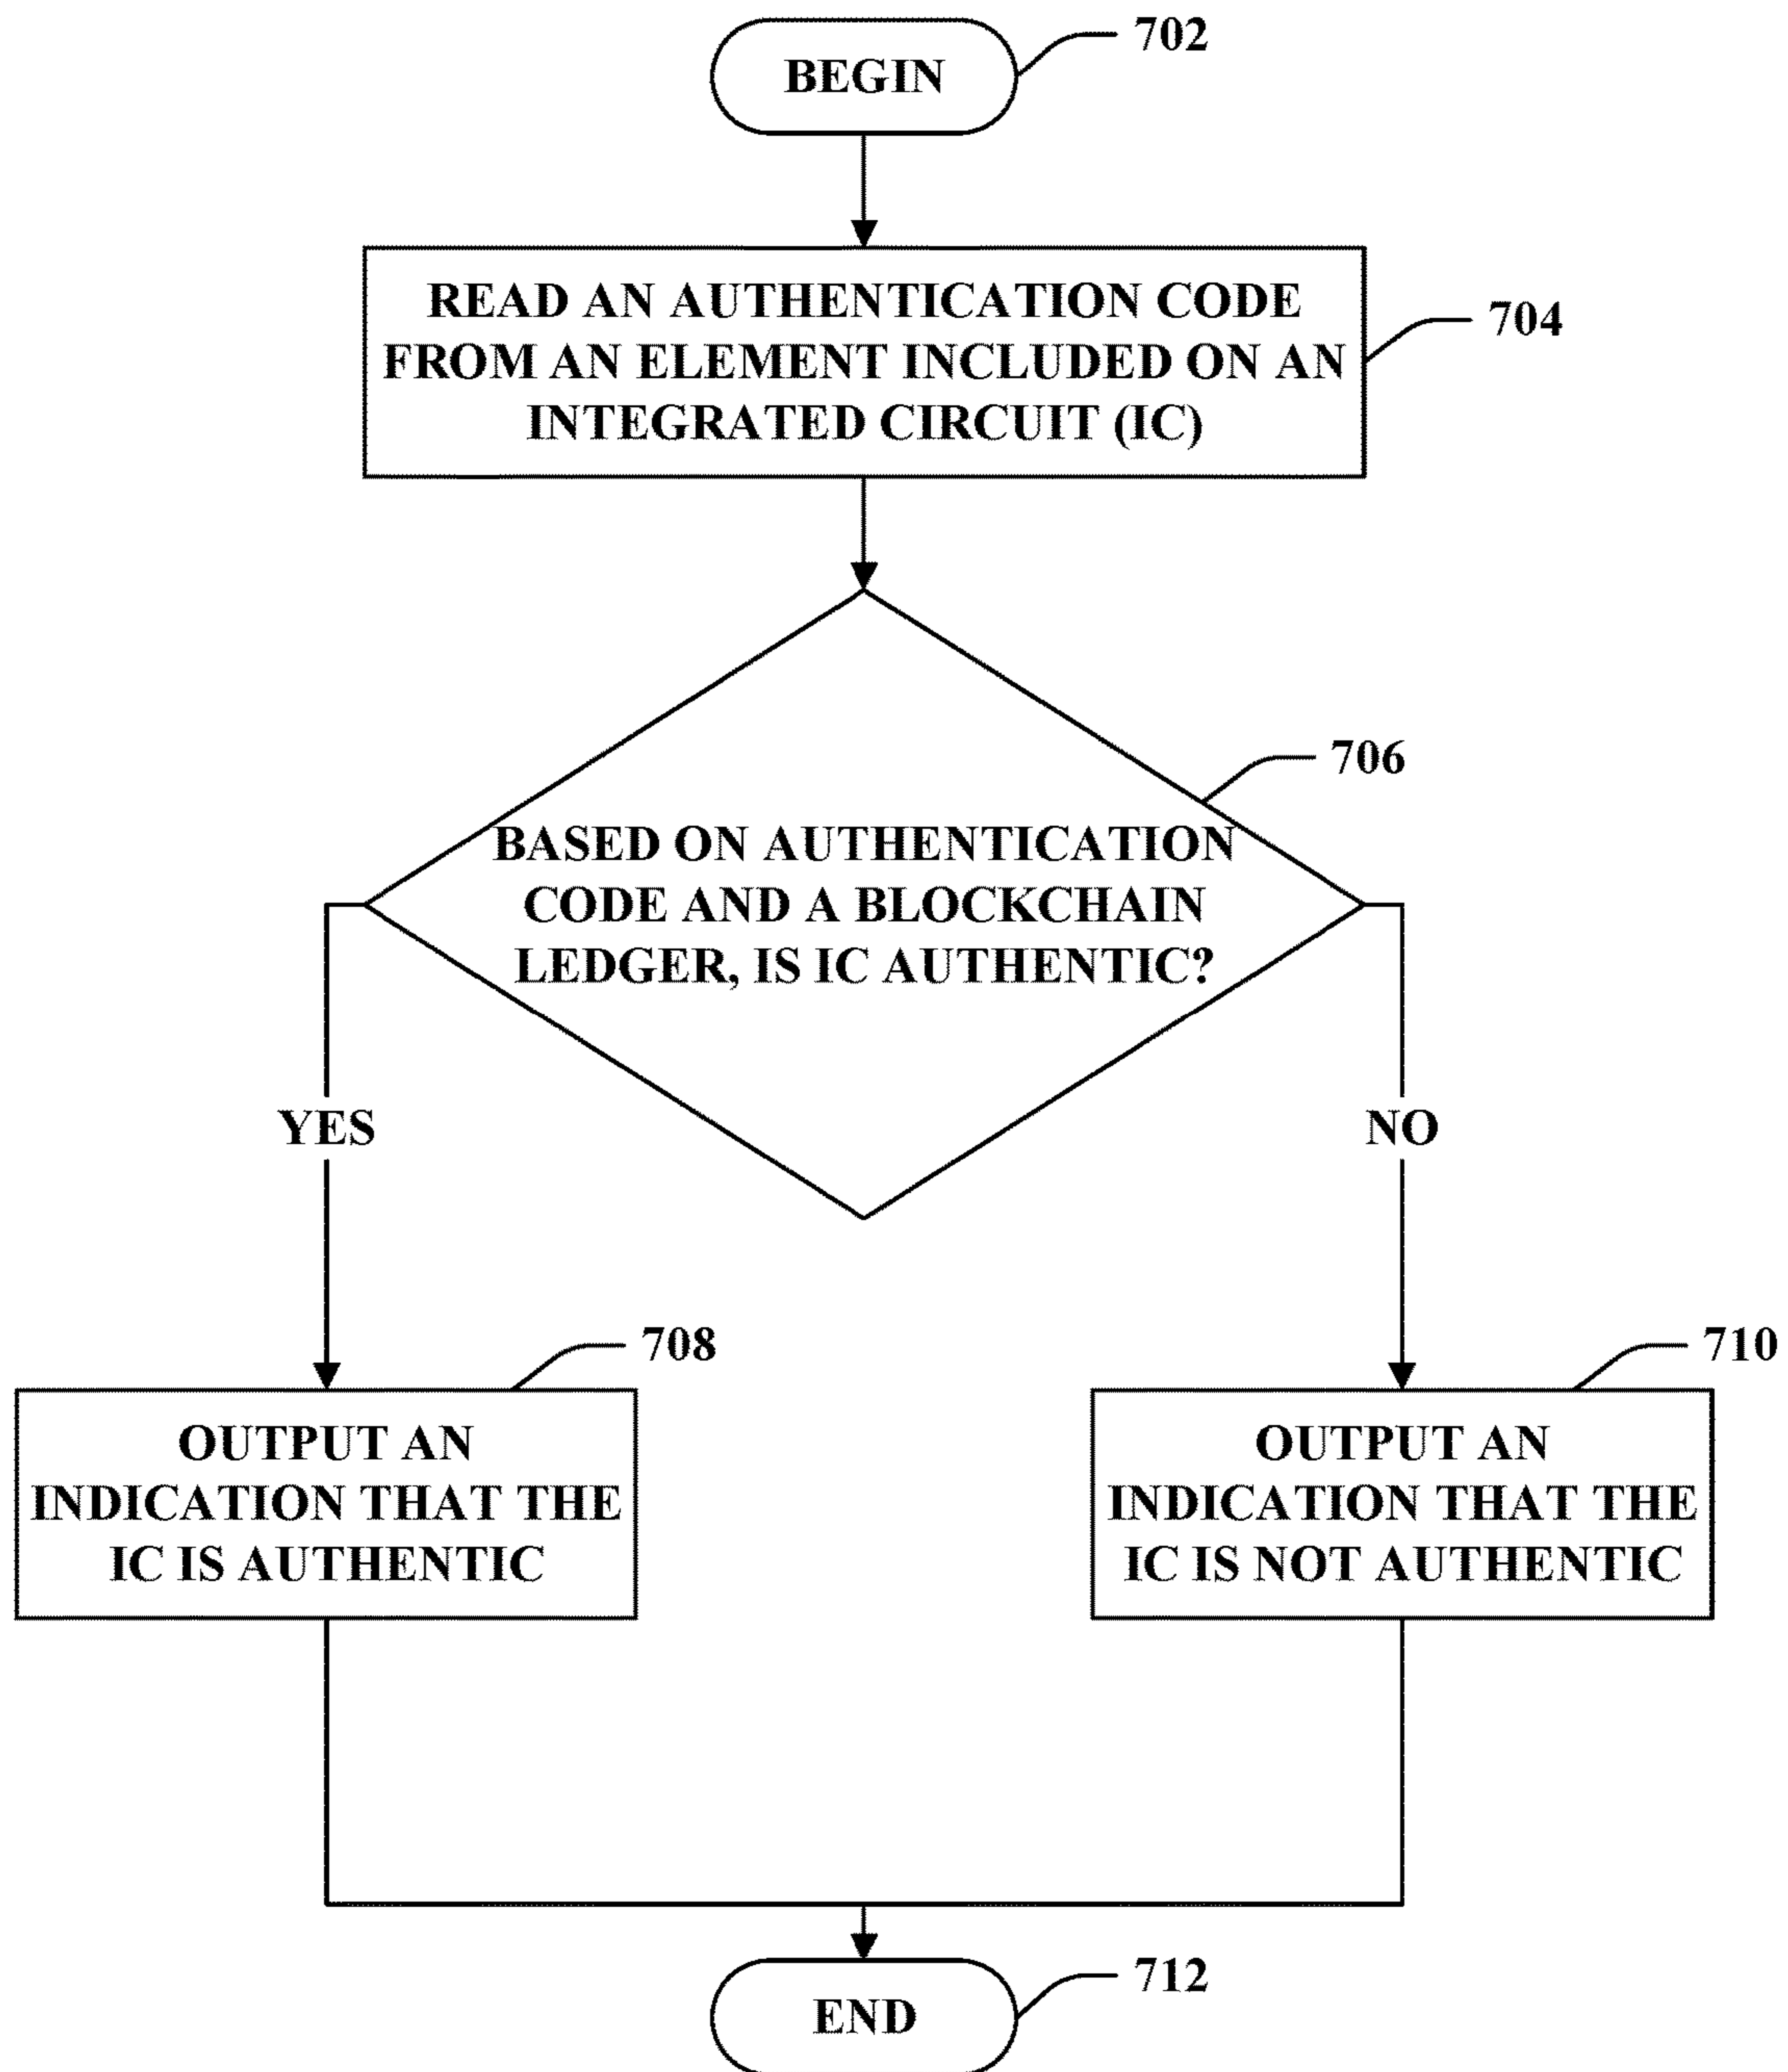 702
BEGIN
READ AN AUTHENTICATION CODE
FROM AN ELEMENT INCLUDED ON AN
INTEGRATED CIRCUIT (IC)
704
706
BASED ON AUTHENTICATION
CODE AND A BLOCKCHAIN
LEDGER, IS IC AUTHENTIC?
YES
NO
708
OUTPUT AN
INDICATION THAT THE
IC IS AUTHENTIC
710
OUTPUT AN
INDICATION THAT THE
IC IS NOT AUTHENTIC
712
END